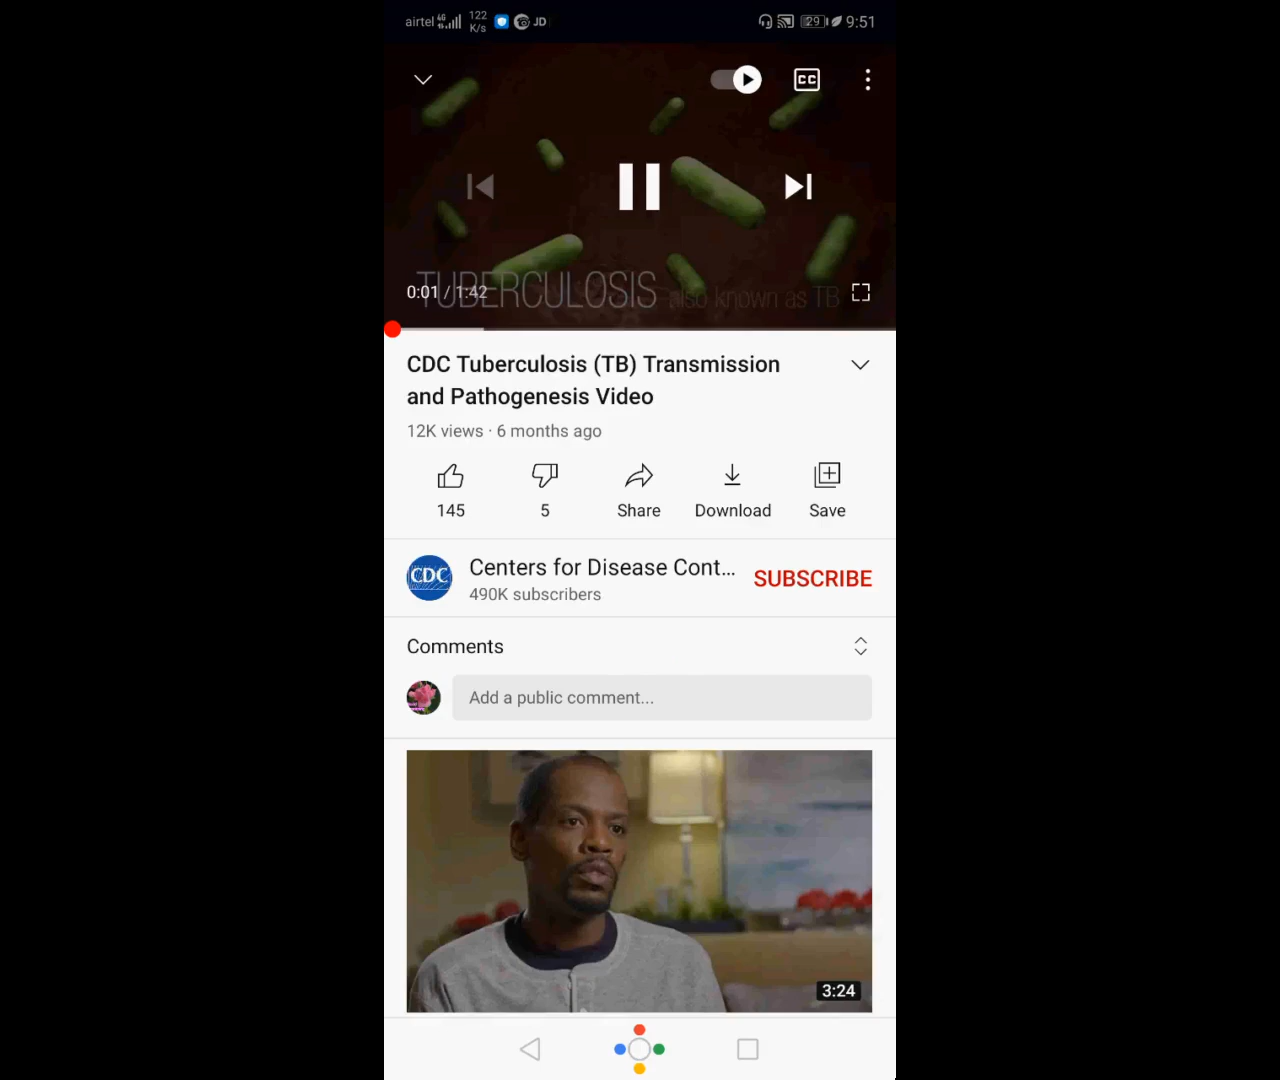 airtel 4G 122 K/s JD 29 9:51
CC
TUBERCULOSIS also known as TB
0:01 / 1:42
CDC Tuberculosis (TB) Transmission
and Pathogenesis Video
12K views · 6 months ago
145 5 Share Download Save
CDC Centers for Disease Cont... SUBSCRIBE
490K subscribers
Comments
Add a public comment...
3:24